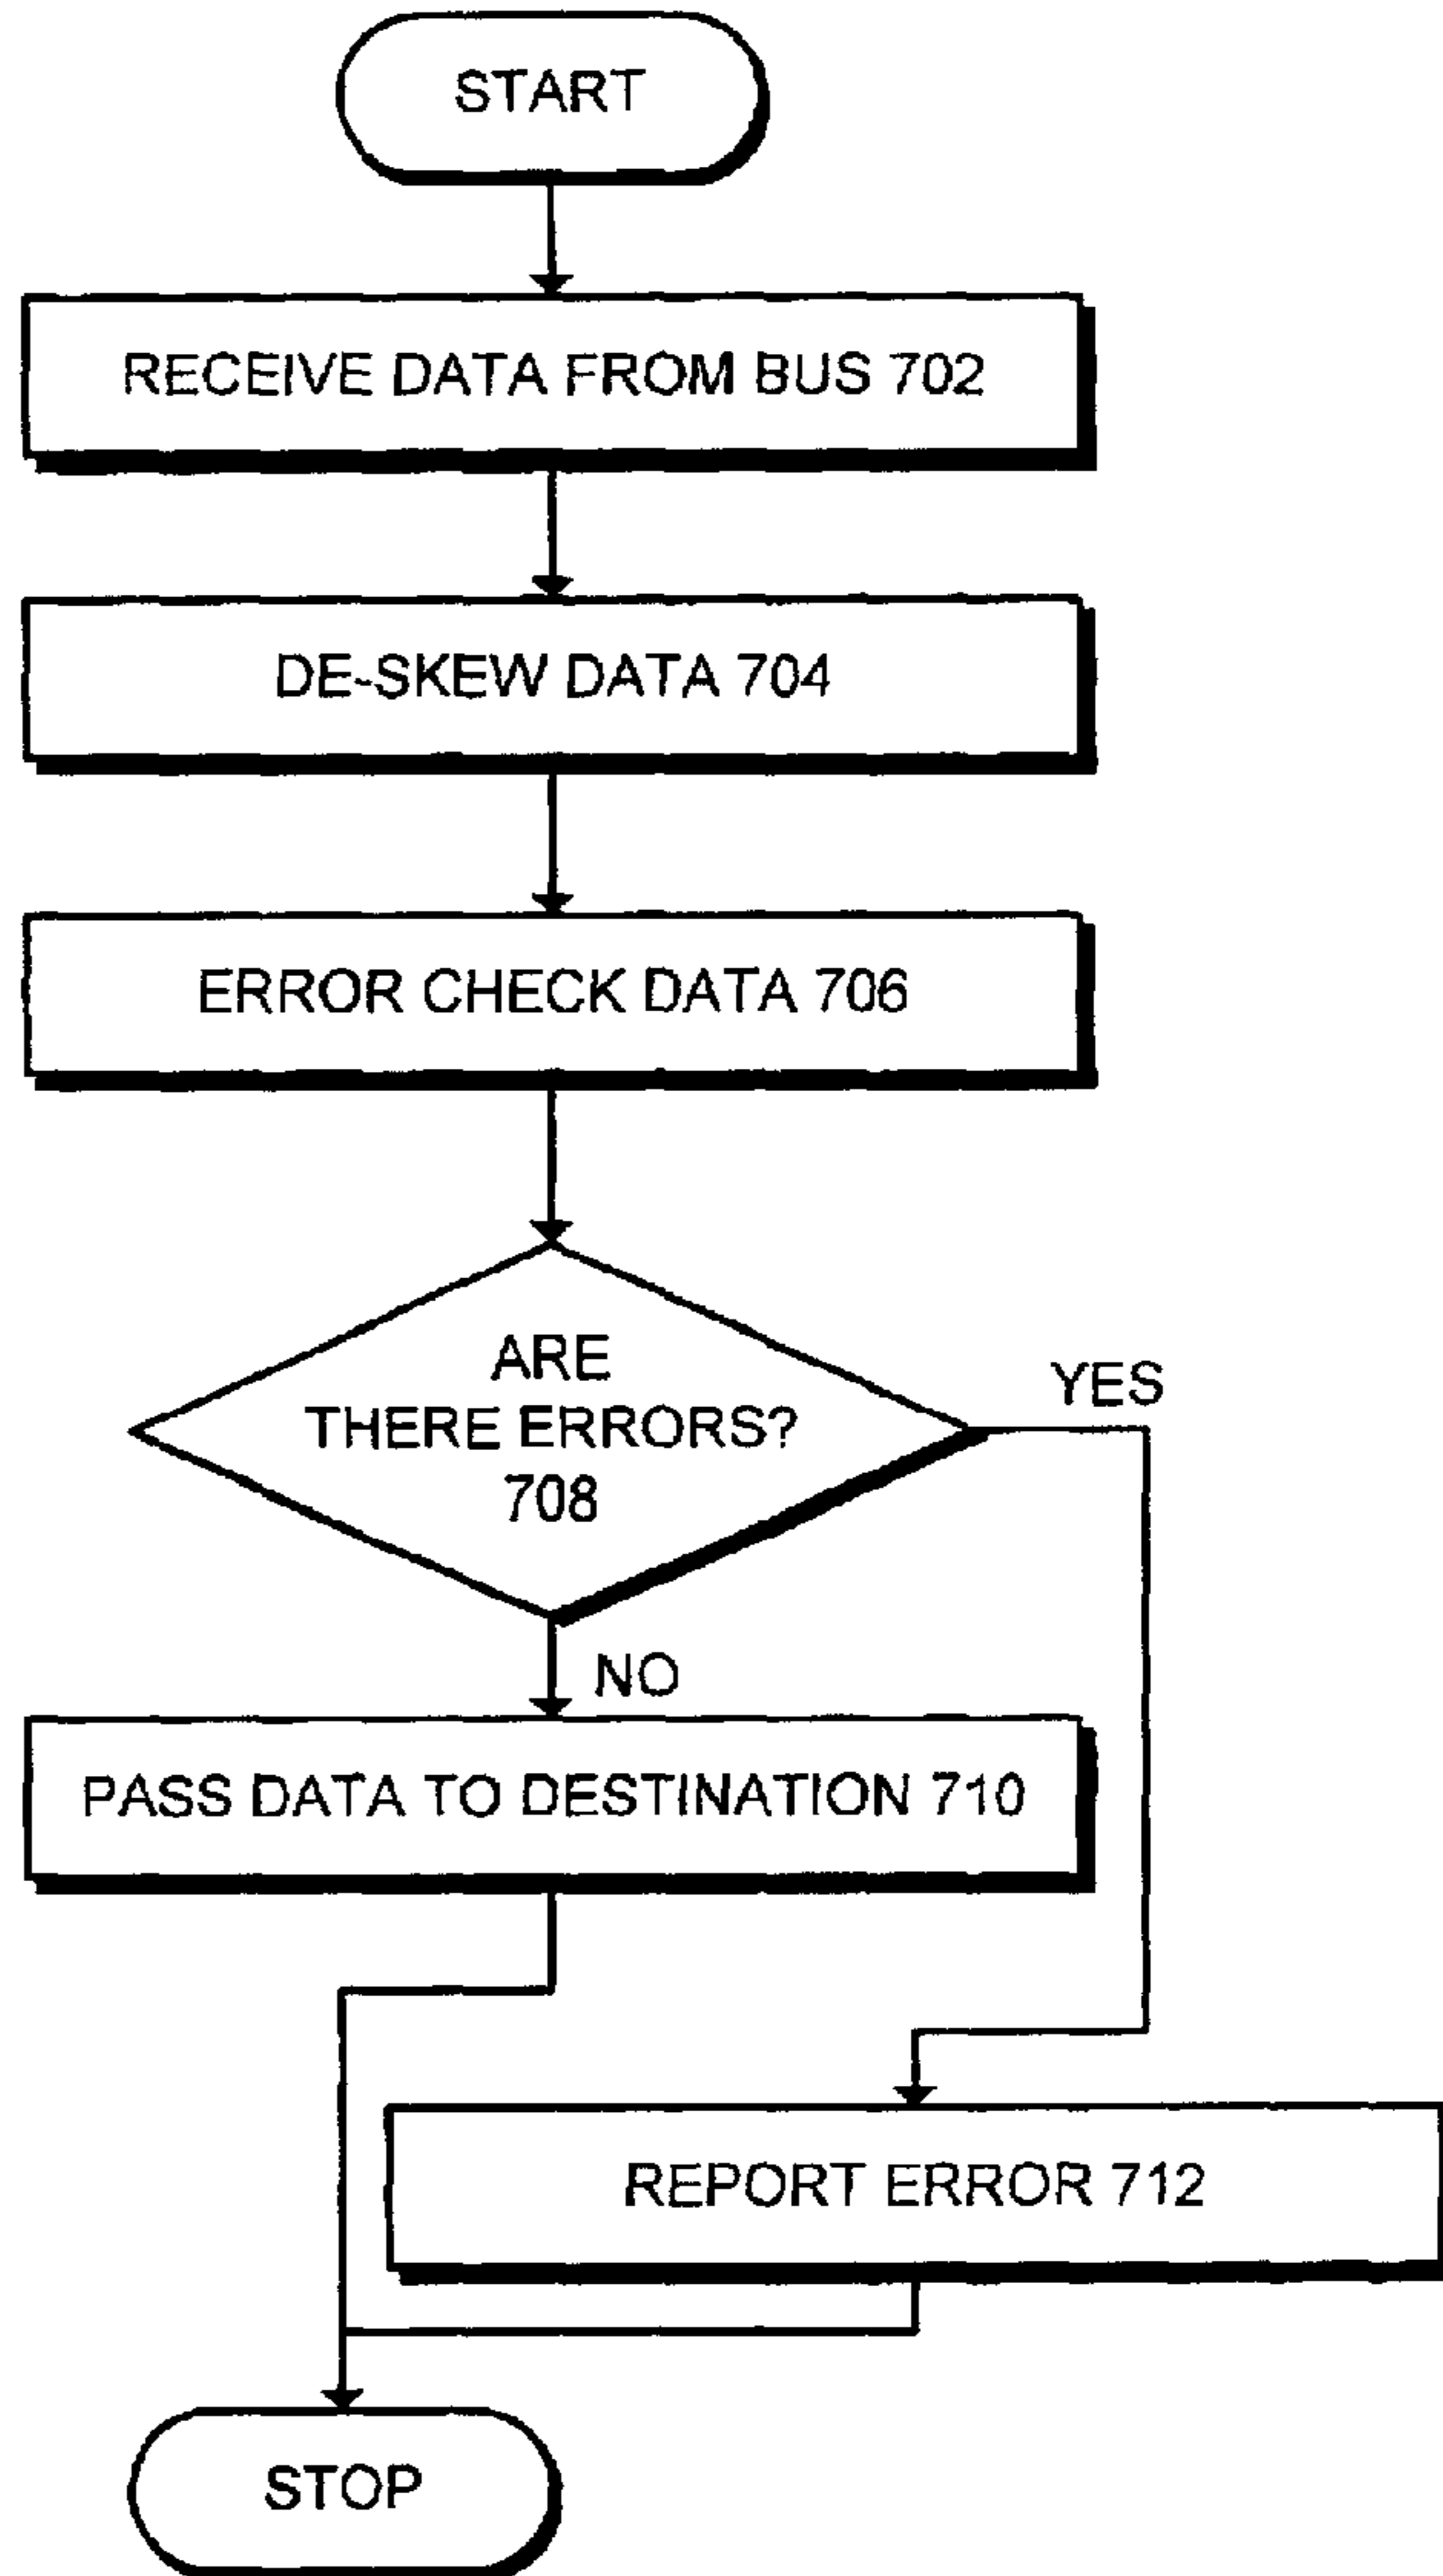 START
RECEIVE DATA FROM BUS 702
DE-SKEW DATA 704
ERROR CHECK DATA 706
ARE
THERE ERRORS?
708
YES
NO
PASS DATA TO DESTINATION 710
REPORT ERROR 712
STOP